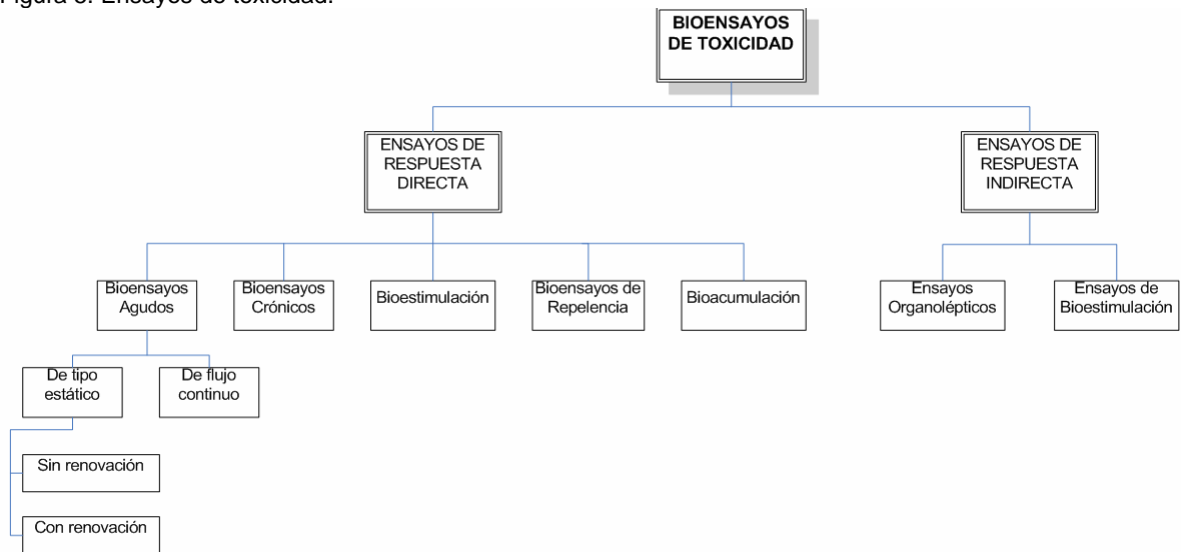 Figura 3. Ensayos de toxicidad.
BIOENSAYOS
DE TOXICIDAD
ENSAYOS DE
RESPUESTA
DIRECTA
ENSAYOS DE
RESPUESTA
INDIRECTA
Bioensayos
Agudos
Bioensayos
Crónicos
Bioestimulación
Bioensayos de
Repelencia
Bioacumulación
Ensayos
Organolépticos
Ensayos de
Bioestimulación
De tipo
estático
De flujo
continuo
Sin renovación
Con renovación